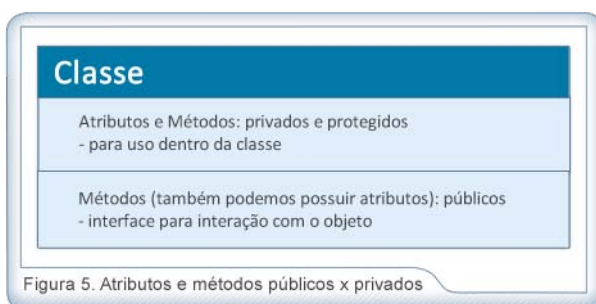 Classe
Atributos e Métodos: privados e protegidos
- para uso dentro da classe
Métodos (também podemos possuir atributos): públicos
- interface para interação com o objeto
Figura 5. Atributos e métodos públicos x privados